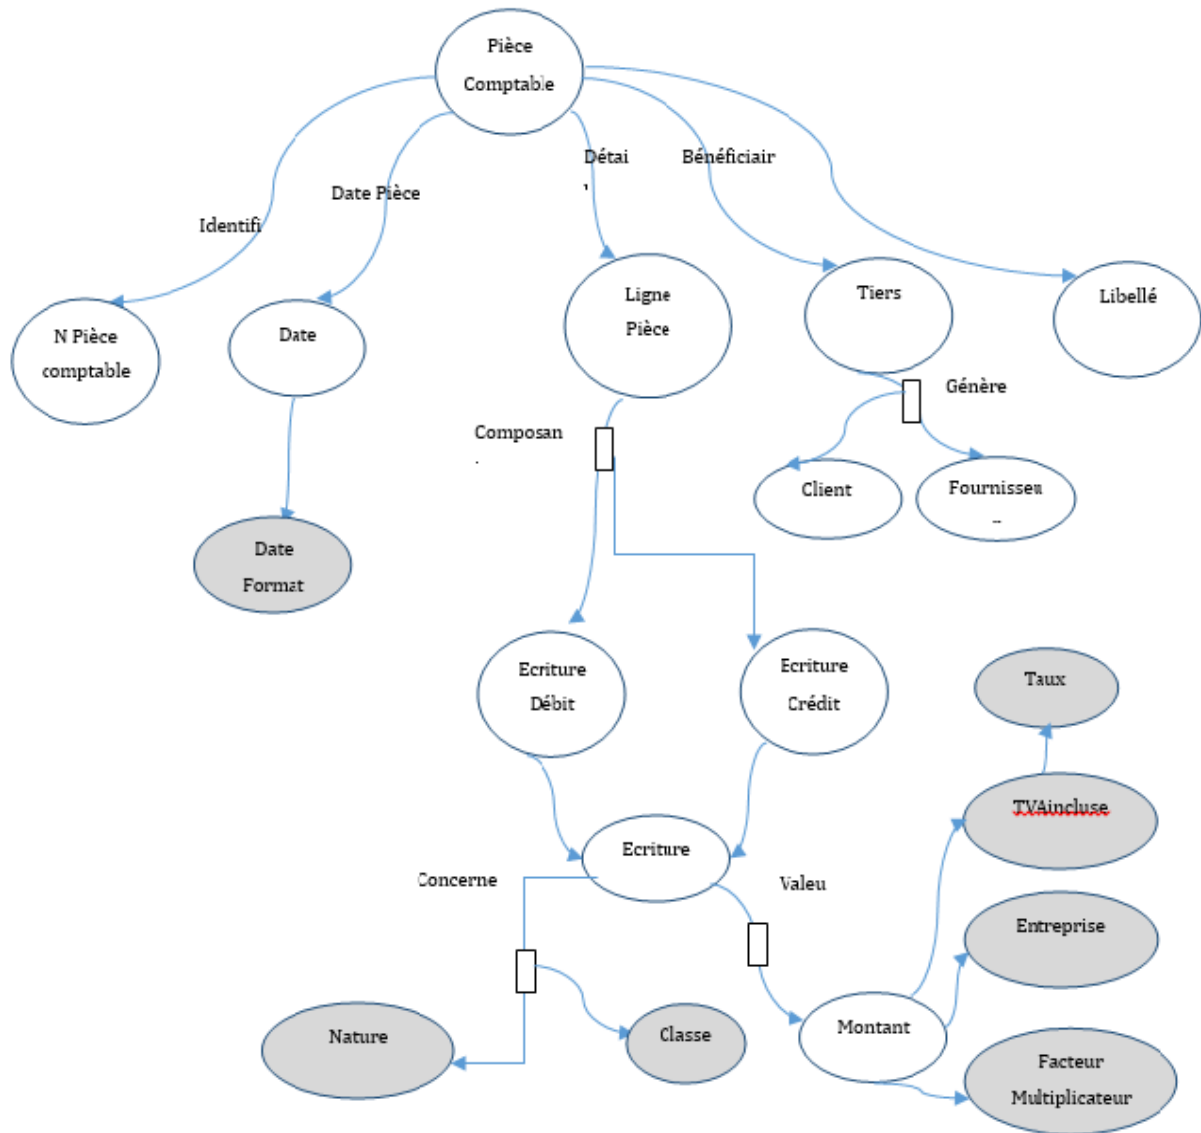 Pièce
Comptable
Détai
Bénéficiair
Date Pièce
Identifi
N Pièce
comptable
Date
Ligne
Pièce
Tiers
Libellé
Génère
Composan
Client
Fournisseu
Date
Format
Ecriture
Débit
Ecriture
Crédit
Taux
TVAincluse
Ecriture
Concerne
Valeu
Entreprise
Nature
Classe
Montant
Facteur
Multiplicateur